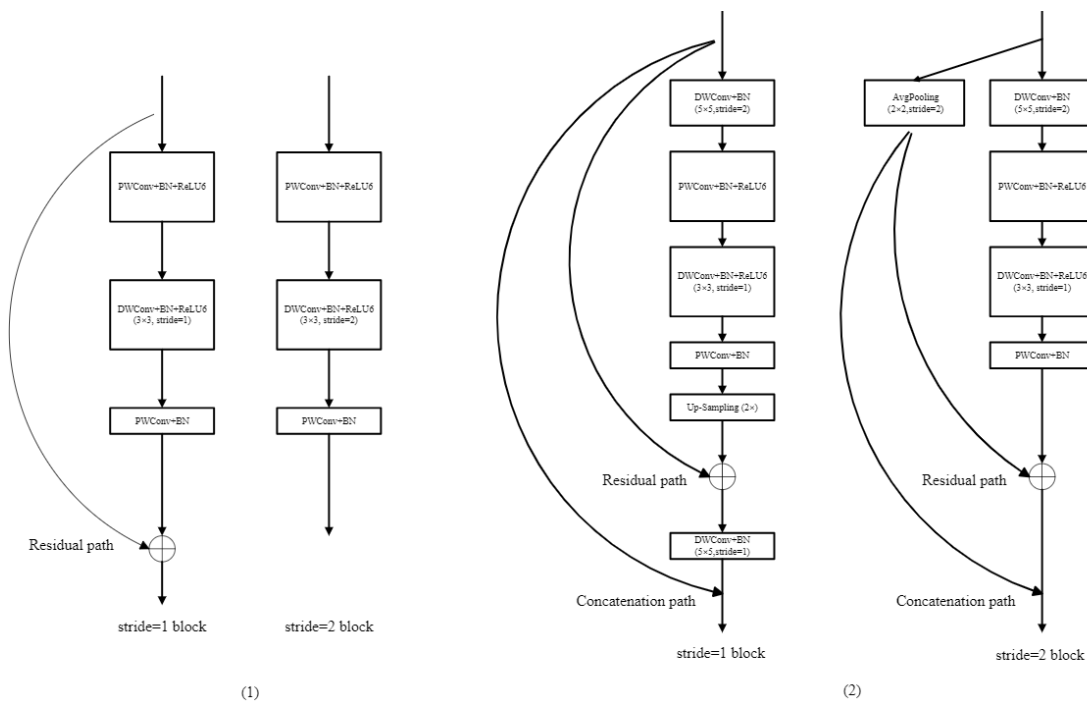 PWConv+BN+ReLU6
DWConv+BN+ReLU6
(3×3, stride=1)
PWConv+BN
Residual path
stride=1 block
PWConv+BN+ReLU6
DWConv+BN+ReLU6
(3×3, stride=2)
PWConv+BN
stride=2 block
(1)
DWConv+BN
(5×5,stride=2)
PWConv+BN+ReLU6
DWConv+BN+ReLU6
(3×3, stride=1)
PWConv+BN
Up-Sampling (2×)
Residual path
DWConv+BN
(5×5,stride=1)
Concatenation path
stride=1 block
AvgPooling
(2×2,stride=2)
DWConv+BN
(5×5,stride=2)
PWConv+BN+ReLU6
DWConv+BN+ReLU6
(3×3, stride=1)
PWConv+BN
Residual path
Concatenation path
stride=2 block
(2)